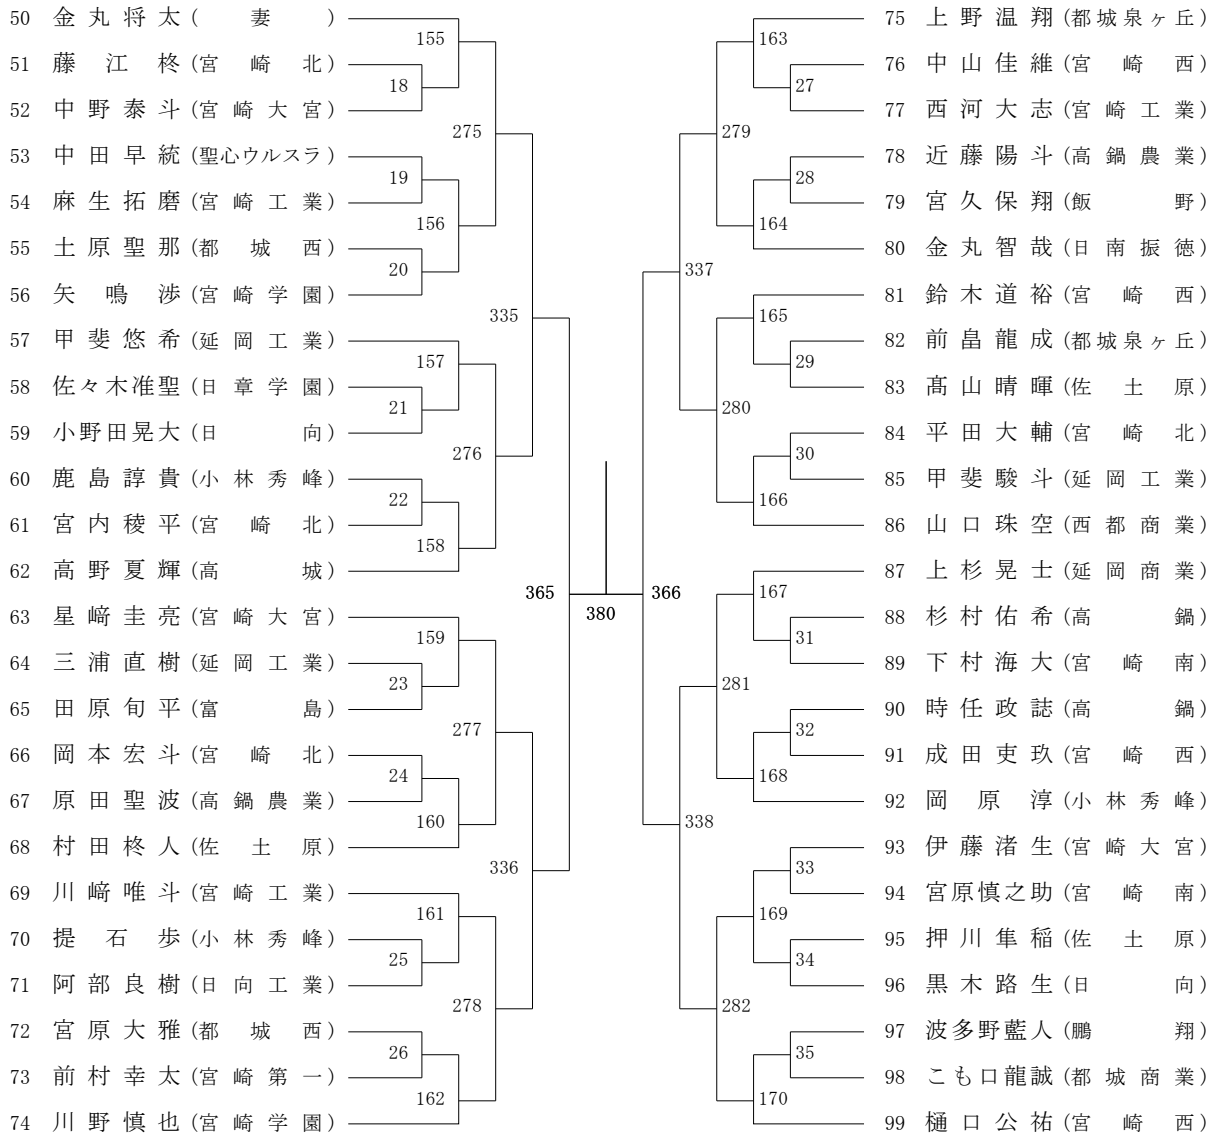 50 金丸将太 (妻)
51 藤江柊 (宮崎北)
52 中野泰斗 (宮崎大宮)
53 中田早統 (聖心ウルスラ)
54 麻生拓磨 (宮崎工業)
55 土原聖那 (都城西)
56 矢鳴渉 (宮崎学園)
57 甲斐悠希 (延岡工業)
58 佐々木准聖 (日章学園)
59 小野田晃大 (日向)
60 鹿島諄貴 (小林秀峰)
61 宮内稜平 (宮崎北)
62 高野夏輝 (高城)
63 星﨑圭亮 (宮崎大宮)
64 三浦直樹 (延岡工業)
65 田原旬平 (富島)
66 岡本宏斗 (宮崎北)
67 原田聖波 (高鍋農業)
68 村田柊人 (佐土原)
69 川﨑唯斗 (宮崎工業)
70 提石歩 (小林秀峰)
71 阿部良樹 (日向工業)
72 宮原大雅 (都城西)
73 前村幸太 (宮崎第一)
74 川野慎也 (宮崎学園)
155
18
275
19
156
20
335
157
21
276
22
158
365
159
23
277
24
160
336
161
25
278
26
162
380
366
163
27
279
28
164
337
165
29
280
30
166
167
31
281
32
168
338
33
169
34
282
35
170
75 上野温翔 (都城泉ヶ丘)
76 中山佳維 (宮崎西)
77 西河大志 (宮崎工業)
78 近藤陽斗 (高鍋農業)
79 宮久保翔 (飯野)
80 金丸智哉 (日南振徳)
81 鈴木道裕 (宮崎西)
82 前畠龍成 (都城泉ヶ丘)
83 髙山晴暉 (佐土原)
84 平田大輔 (宮崎北)
85 甲斐駿斗 (延岡工業)
86 山口珠空 (西都商業)
87 上杉晃士 (延岡商業)
88 杉村佑希 (高鍋)
89 下村海大 (宮崎南)
90 時任政誌 (高鍋)
91 成田吏玖 (宮崎西)
92 岡原淳 (小林秀峰)
93 伊藤渚生 (宮崎大宮)
94 宮原慎之助 (宮崎南)
95 押川隼稲 (佐土原)
96 黒木路生 (日向)
97 波多野藍人 (鵬翔)
98 こも口龍誠 (都城商業)
99 樋口公祐 (宮崎西)